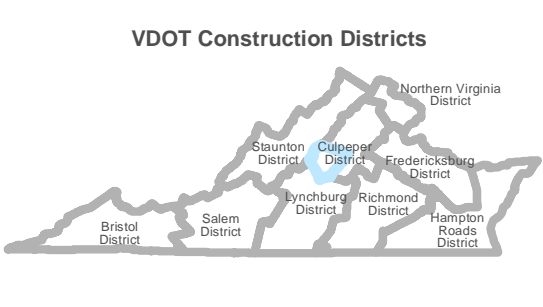 VDOT Construction Districts
Northern Virginia
District
Staunton
District
Culpeper
District
Fredericksburg
District
Lynchburg
District
Richmond
District
Salem
District
Bristol
District
Hampton
Roads
District